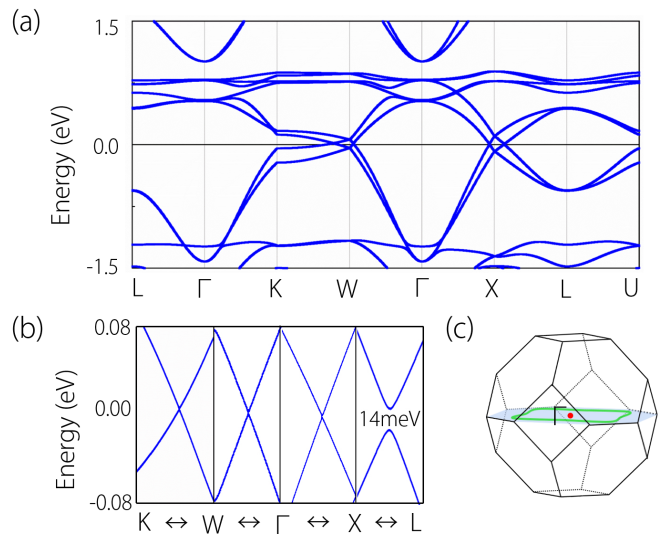 (a)
1.5
0.0
-1.5
Energy (eV)
L Γ K W Γ X L U
(b)
0.08
0.00
-0.08
Energy (eV)
14meV
K ↔ W ↔ Γ ↔ X ↔ L
(c)
Γ